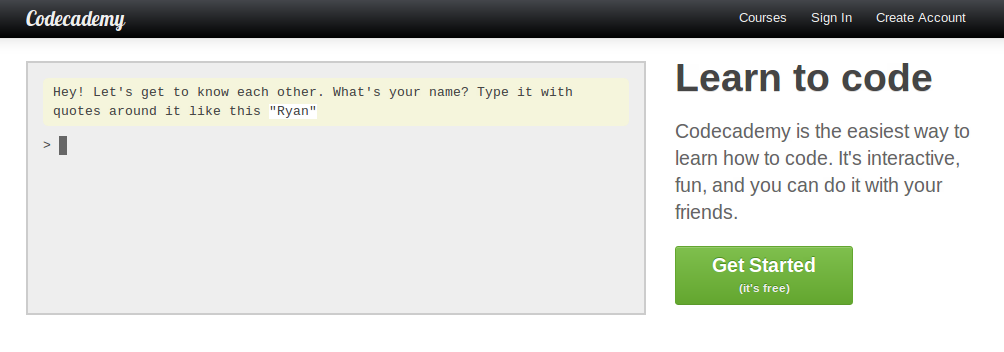 Codecademy
Courses Sign In Create Account
Hey! Let's get to know each other. What's your name? Type it with
quotes around it like this "Ryan"
>
Learn to code
Codecademy is the easiest way to
learn how to code. It's interactive,
fun, and you can do it with your
friends.
Get Started
(it's free)